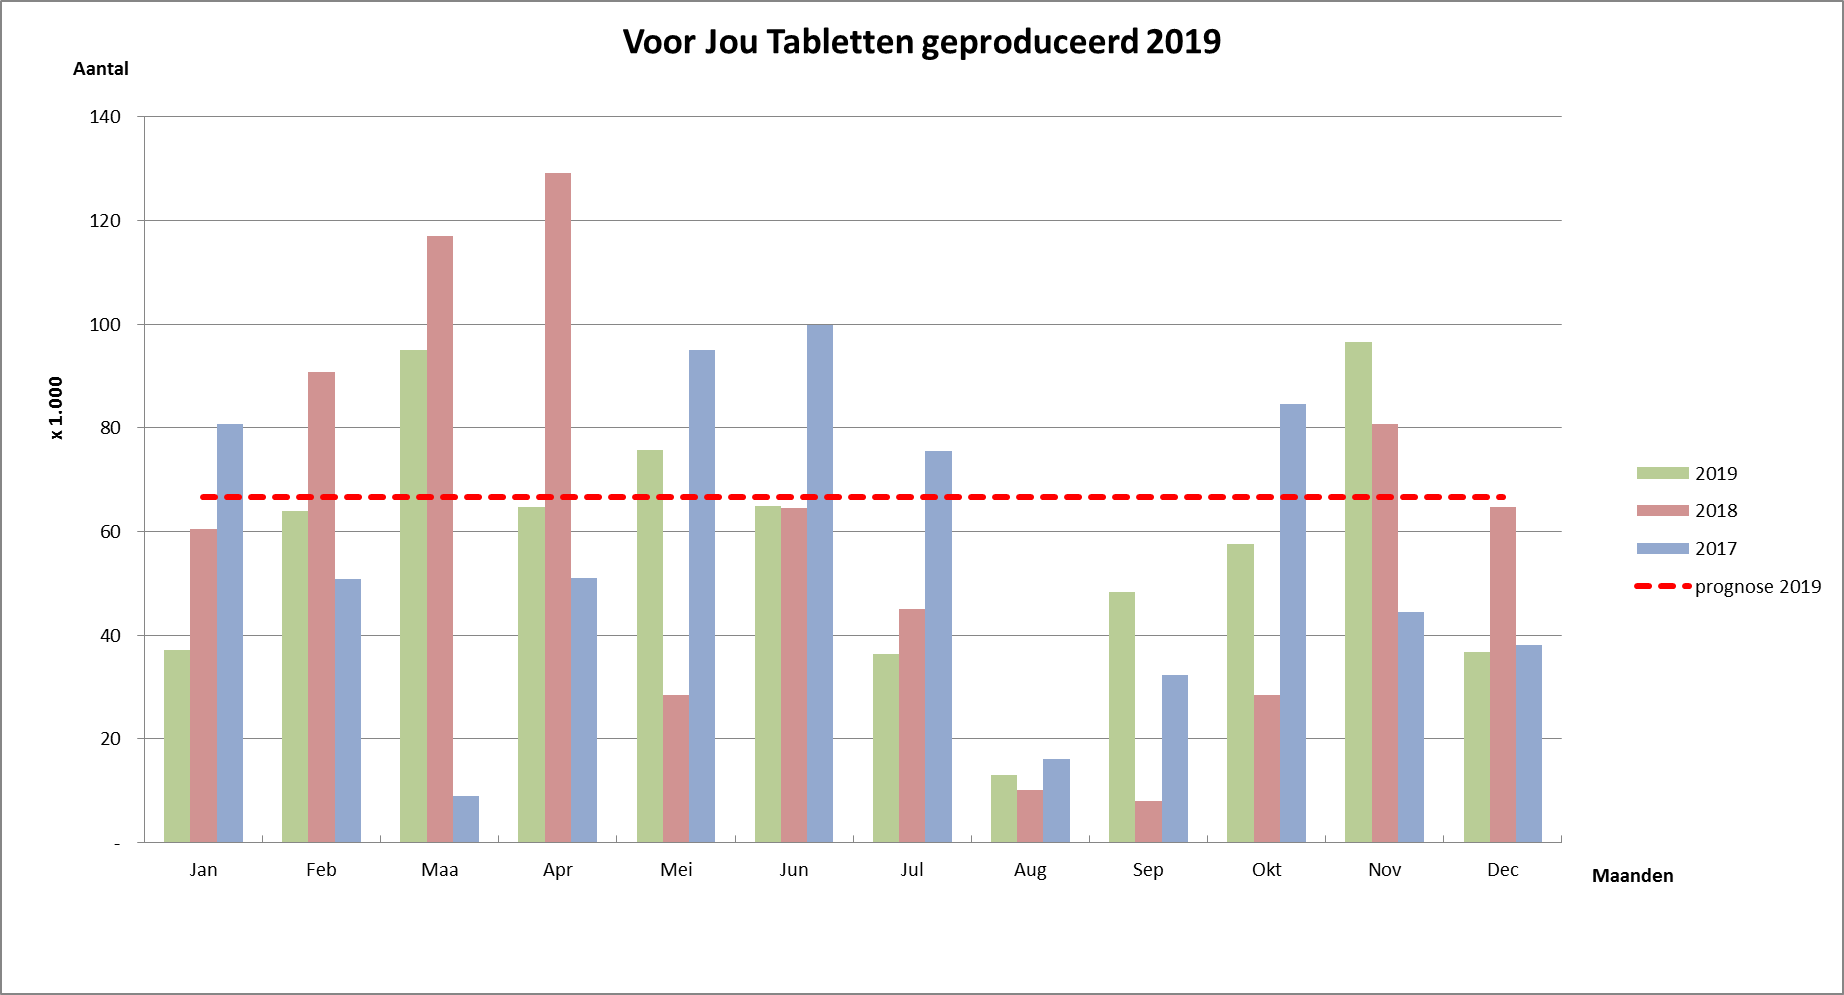 Voor Jou Tabletten geproduceerd 2019
Aantal
140
120
100
80
60
40
20
-
x 1.000
Jan Feb Maa Apr Mei Jun Jul Aug Sep Okt Nov Dec
Maanden
2019
2018
2017
prognose 2019